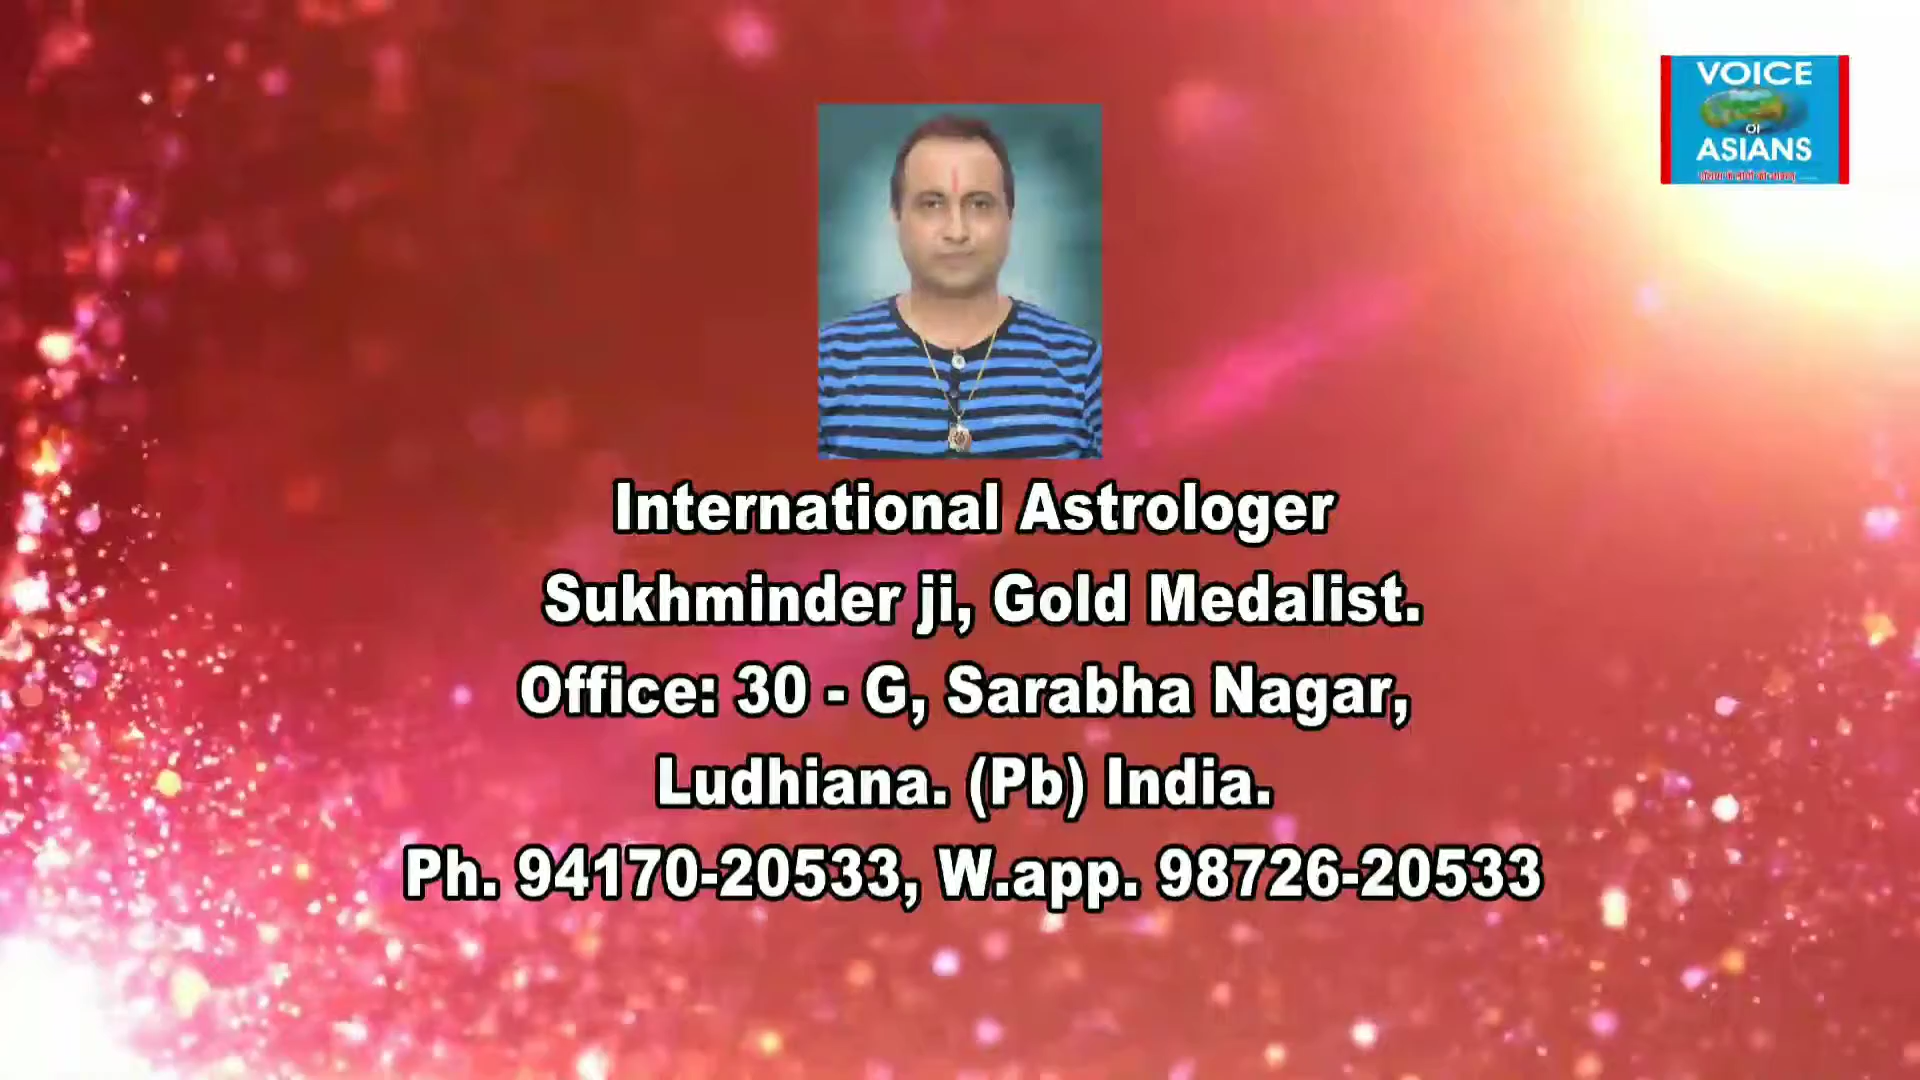 VOICE
OF
ASIANS
International Astrologer
Sukhminder ji, Gold Medalist.
Office: 30 - G, Sarabha Nagar,
Ludhiana. (Pb) India.
Ph. 94170-20533, W.app. 98726-20533